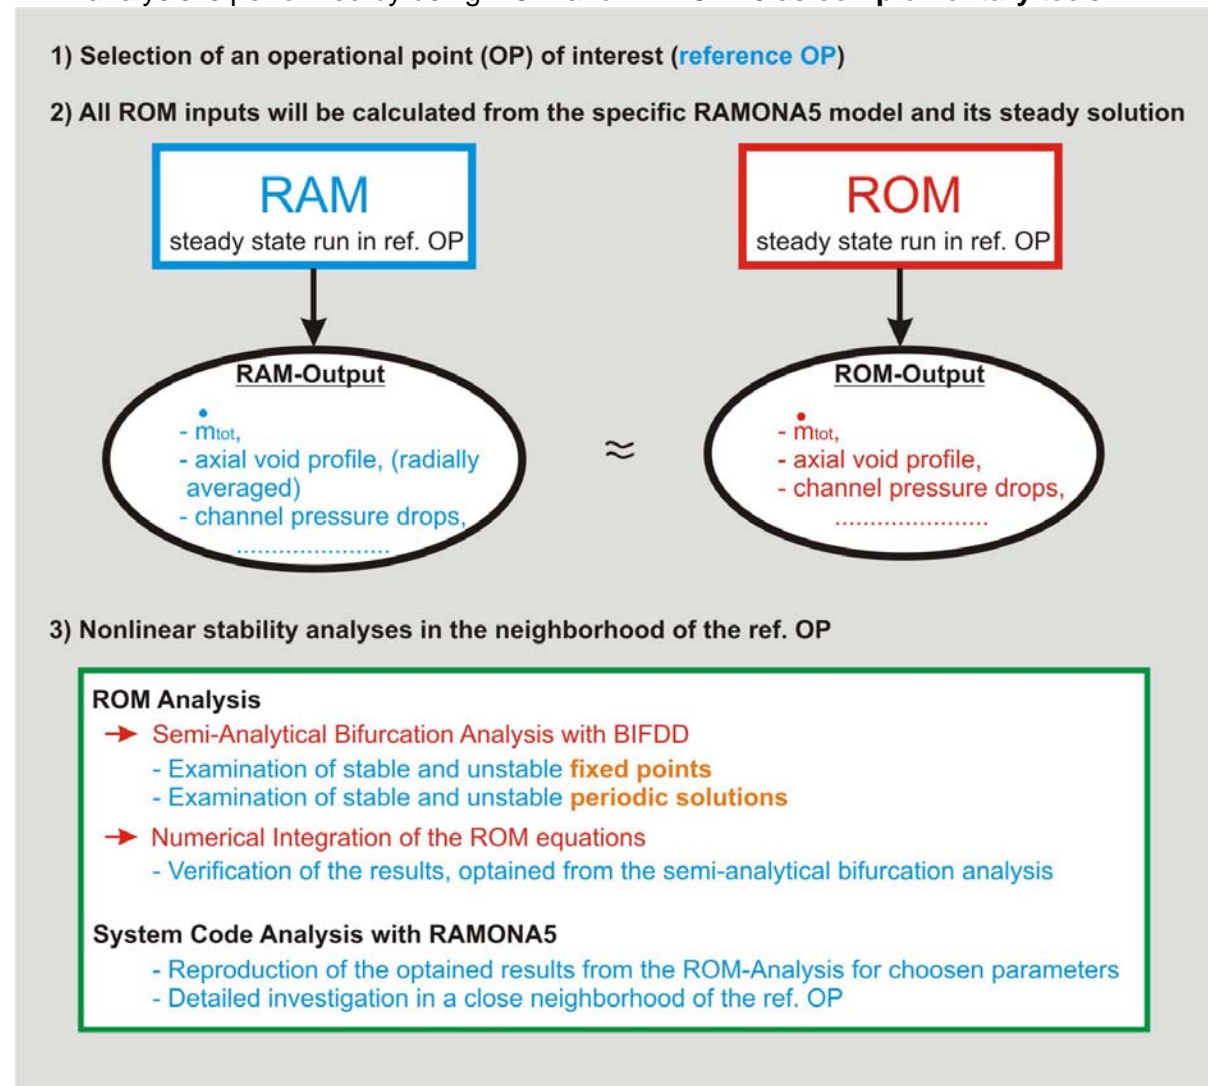 1) Selection of an operational point (OP) of interest (reference OP)
2) All ROM inputs will be calculated from the specific RAMONA5 model and its steady solution
RAM
steady state run in ref. OP
ROM
steady state run in ref. OP
RAM-Output
- ṁtot,
- axial void profile, (radially
averaged)
- channel pressure drops,
......................
≈
ROM-Output
- ṁtot,
- axial void profile,
- channel pressure drops,
......................
3) Nonlinear stability analyses in the neighborhood of the ref. OP
ROM Analysis
Semi-Analytical Bifurcation Analysis with BIFDD
- Examination of stable and unstable fixed points
- Examination of stable and unstable periodic solutions
Numerical Integration of the ROM equations
- Verification of the results, optained from the semi-analytical bifurcation analysis
System Code Analysis with RAMONA5
- Reproduction of the optained results from the ROM-Analysis for choosen parameters
- Detailed investigation in a close neighborhood of the ref. OP